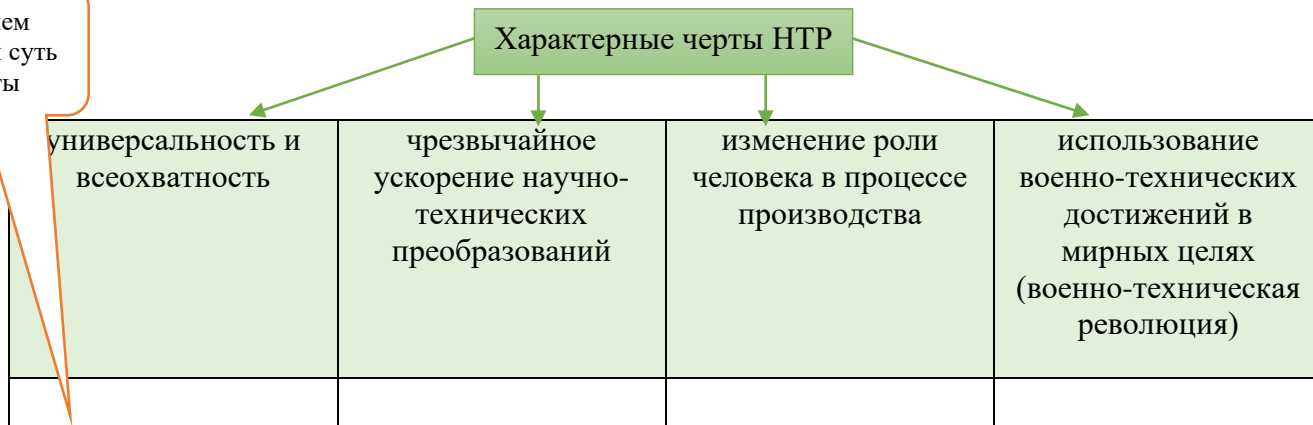 ем
суть
ты
Характерные черты НТР
универсальность и
всеохватность
чрезвычайное
ускорение научно-
технических
преобразований
изменение роли
человека в процессе
производства
использование
военно-технических
достижений в
мирных целях
(военно-техническая
революция)